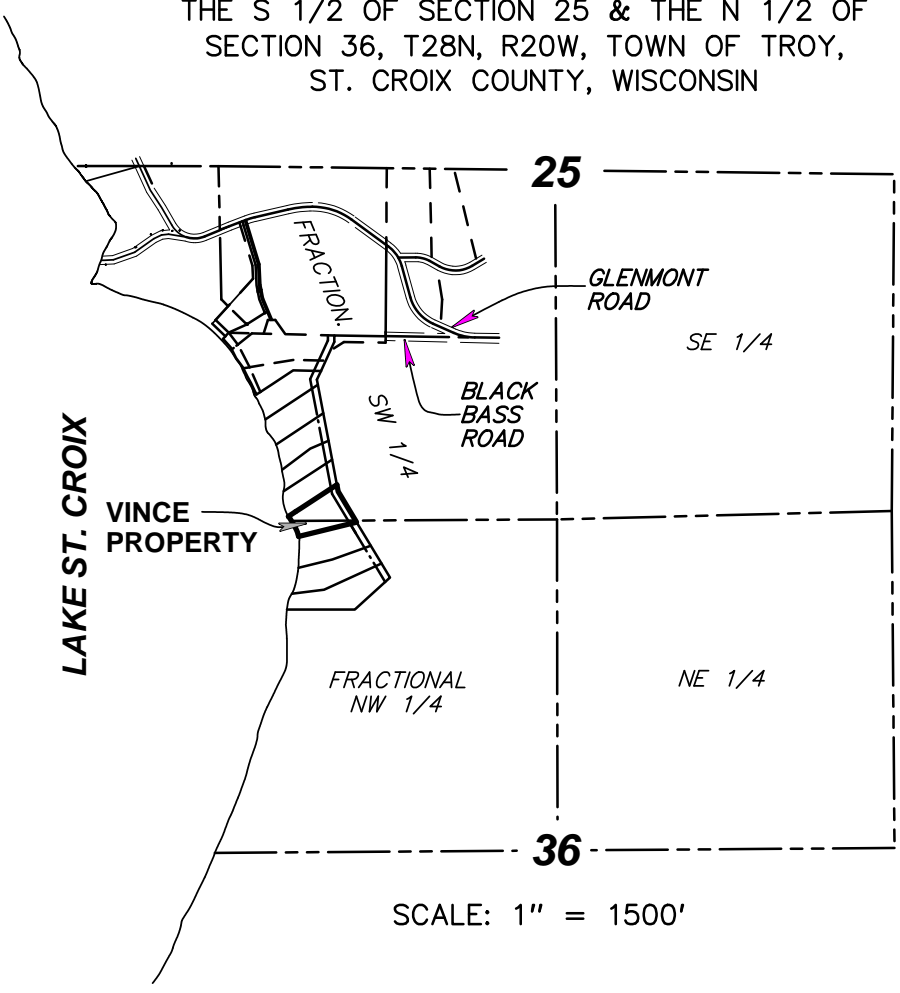 THE S 1/2 OF SECTION 25 & THE N 1/2 OF
SECTION 36, T28N, R20W, TOWN OF TROY,
ST. CROIX COUNTY, WISCONSIN
25
FRACTION.
GLENMONT
ROAD
SE 1/4
BLACK
BASS
ROAD
SW 1/4
LAKE ST. CROIX
VINCE
PROPERTY
FRACTIONAL
NW 1/4
NE 1/4
36
SCALE: 1" = 1500'